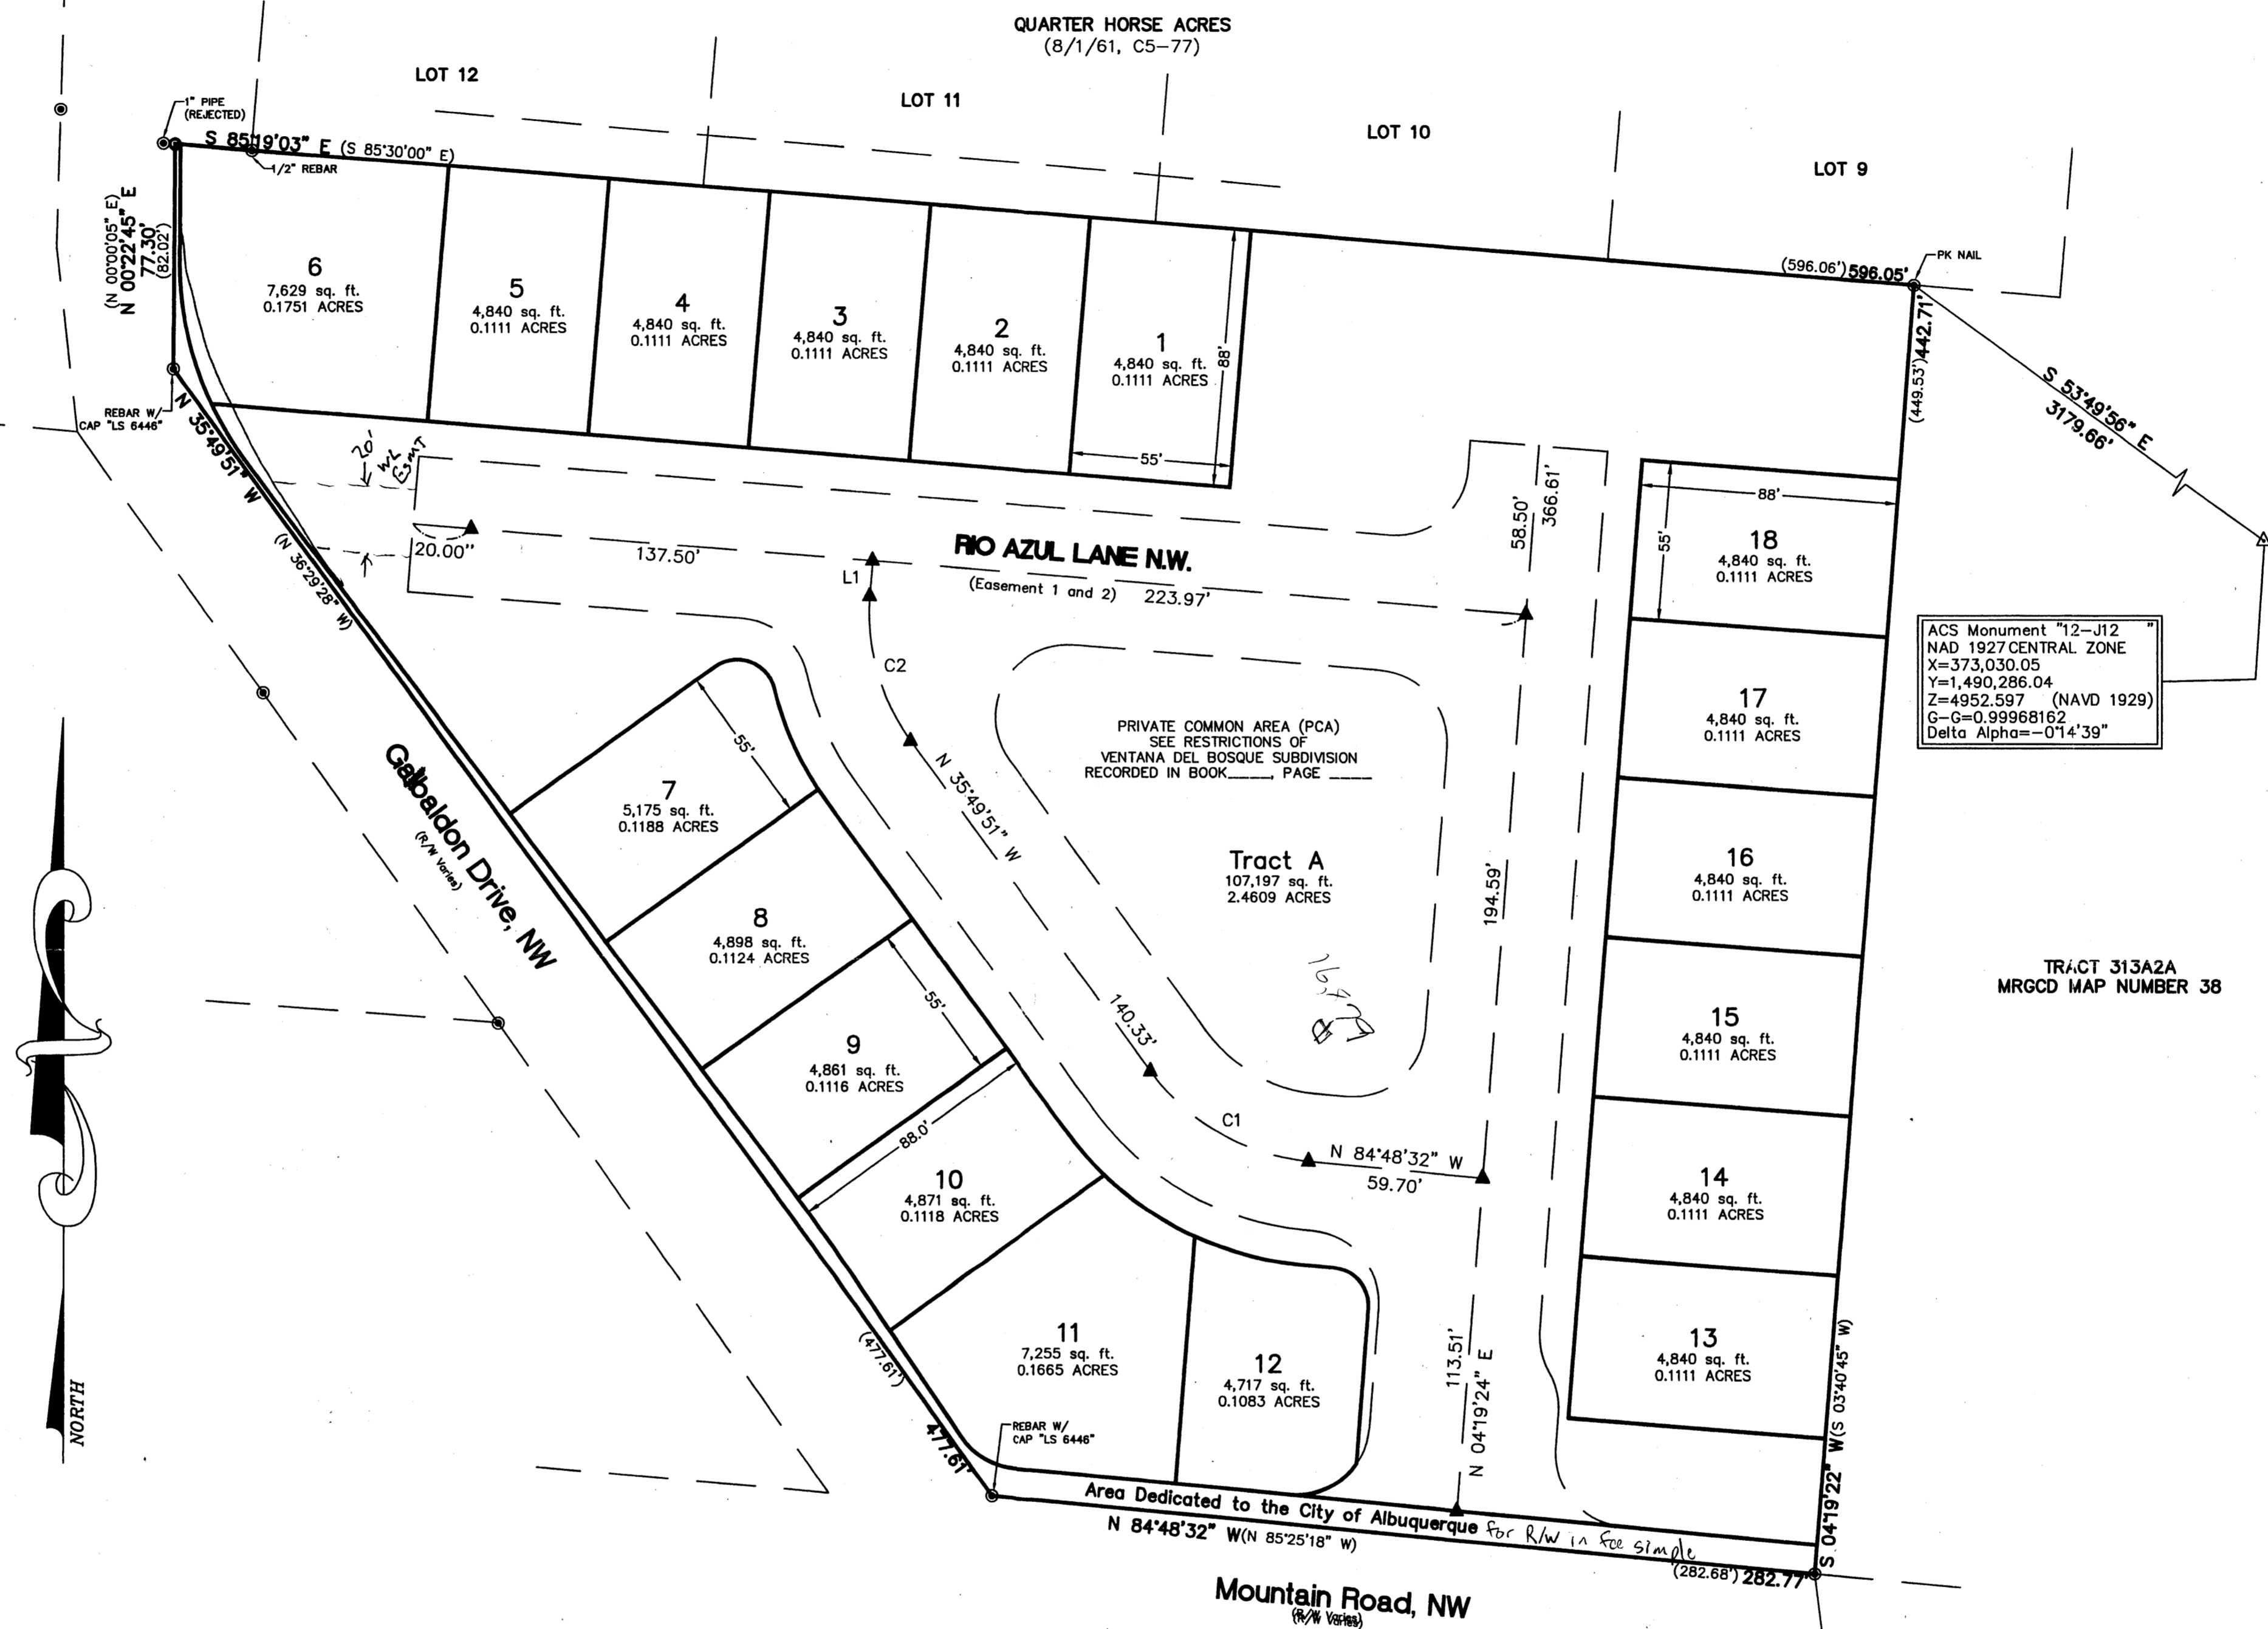 QUARTER HORSE ACRES
(8/1/61, C5-77)
LOT 12
LOT 11
LOT 10
LOT 9
1" PIPE
(REJECTED)
S 85°19'03" E (S 85°30'00" E)
1/2" REBAR
(N 00°00'05" E)
N 00°22'45" E
77.30'
(82.02')
(596.06') 596.05'
PK NAIL
(449.53') 442.71'
S 53°49'56" E
3179.66'
6
7,629 sq. ft.
0.1751 ACRES
5
4,840 sq. ft.
0.1111 ACRES
4
4,840 sq. ft.
0.1111 ACRES
3
4,840 sq. ft.
0.1111 ACRES
2
4,840 sq. ft.
0.1111 ACRES
1
4,840 sq. ft.
0.1111 ACRES
88'
55'
REBAR W/
CAP "LS 6446"
N 35°49'51" W
(N 36°29'28" W)
20'
WL
Esmt
20.00"
137.50'
L1
RIO AZUL LANE N.W.
(Easement 1 and 2) 223.97'
58.50'
366.61'
88'
55'
18
4,840 sq. ft.
0.1111 ACRES
ACS Monument "12-J12 "
NAD 1927 CENTRAL ZONE
X=373,030.05
Y=1,490,286.04
Z=4952.597 (NAVD 1929)
G-G=0.99968162
Delta Alpha=-0°14'39"
C2
N 35°49'51" W
PRIVATE COMMON AREA (PCA)
SEE RESTRICTIONS OF
VENTANA DEL BOSQUE SUBDIVISION
RECORDED IN BOOK____, PAGE ____
17
4,840 sq. ft.
0.1111 ACRES
Gabaldon Drive, NW
(R/W Varies)
55'
7
5,175 sq. ft.
0.1188 ACRES
Tract A
107,197 sq. ft.
2.4609 ACRES
194.59'
16
4,840 sq. ft.
0.1111 ACRES
8
4,898 sq. ft.
0.1124 ACRES
TRACT 313A2A
MRGCD MAP NUMBER 38
55'
140.33'
15
4,840 sq. ft.
0.1111 ACRES
9
4,861 sq. ft.
0.1116 ACRES
88.0'
C1
N 84°48'32" W
59.70'
14
4,840 sq. ft.
0.1111 ACRES
10
4,871 sq. ft.
0.1118 ACRES
11
7,255 sq. ft.
0.1665 ACRES
12
4,717 sq. ft.
0.1083 ACRES
113.51'
N 04°19'24" E
13
4,840 sq. ft.
0.1111 ACRES
(477.61')
477.61'
REBAR W/
CAP "LS 6446"
S 04°19'22" W(S 03°40'45" W)
NORTH
Area Dedicated to the City of Albuquerque for R/W in fee simple
N 84°48'32" W(N 85°25'18" W)
(282.68') 282.77'
Mountain Road, NW
(R/W Varies)